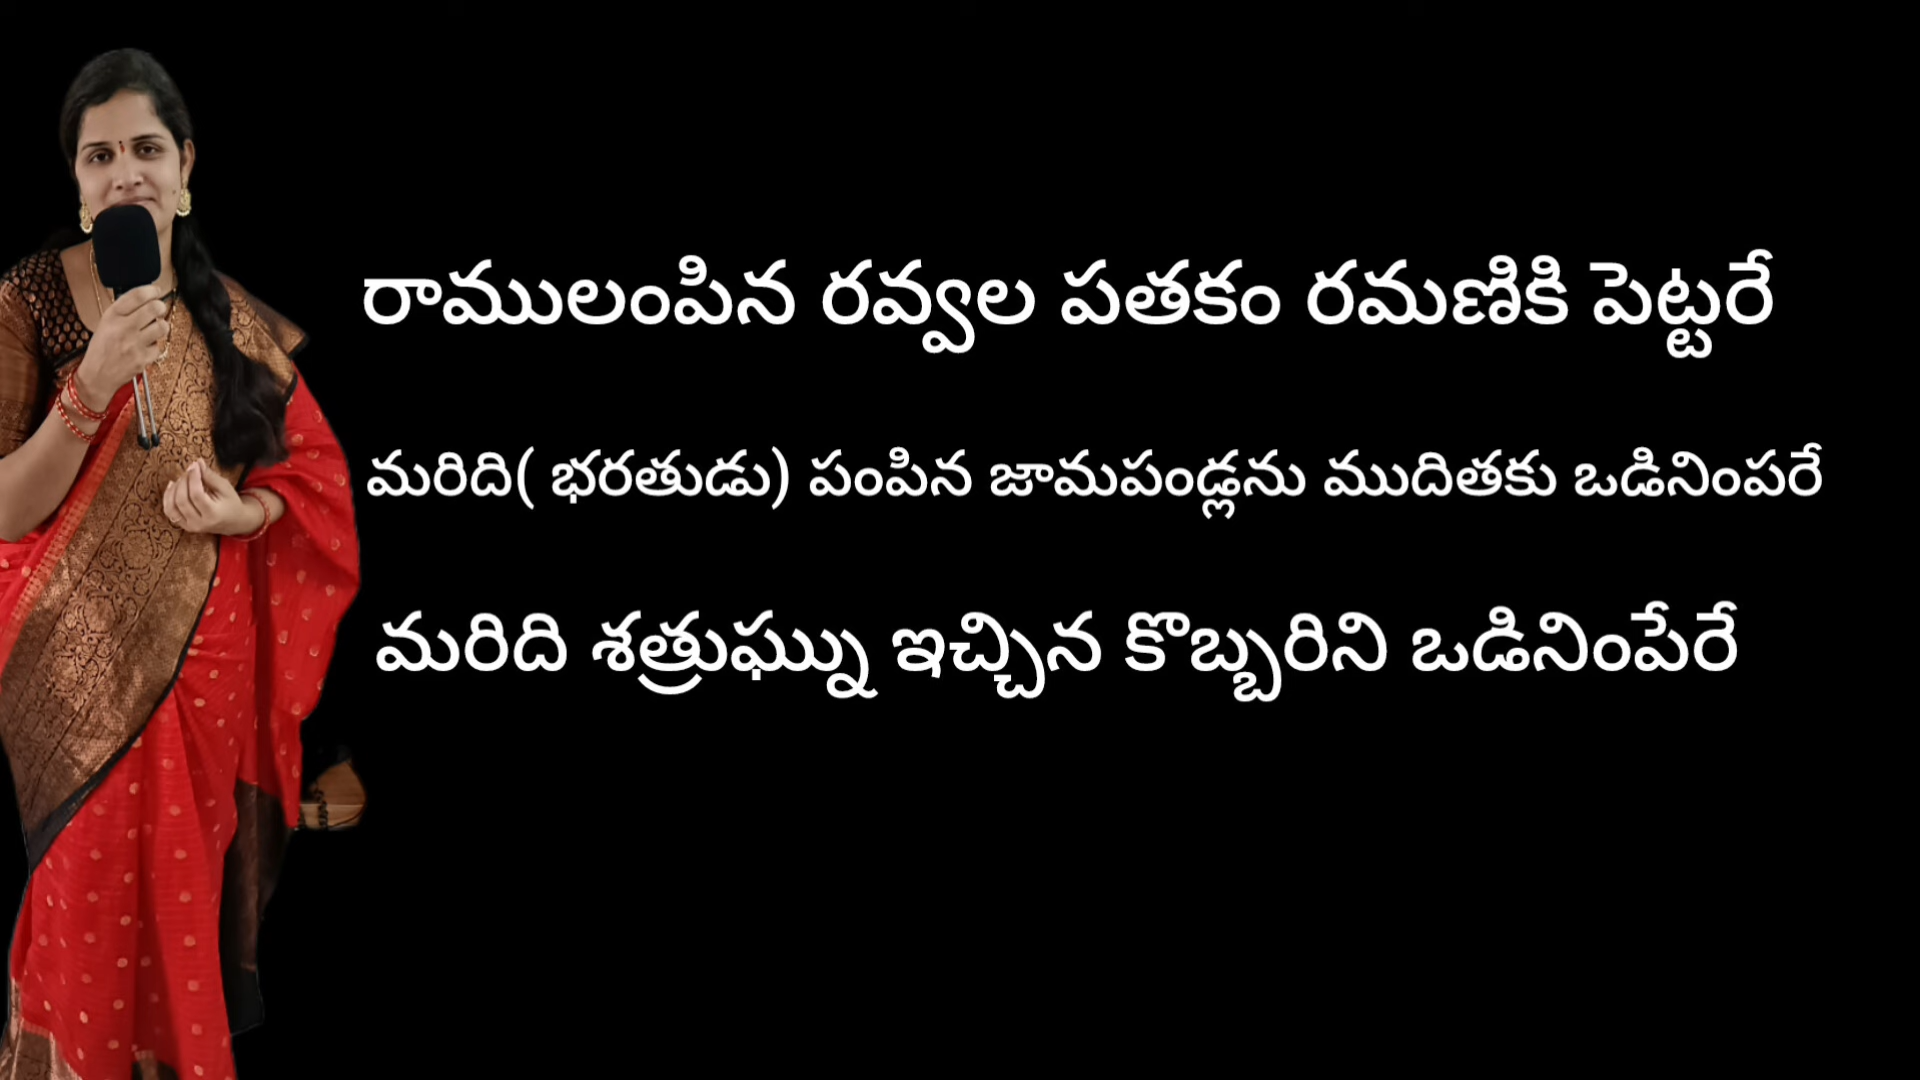 రాములంపిన రవ్వల పతకం రమణికి పెట్టరే
మరిది( భరతుడు) పంపిన జామపండ్లను ముదితకు ఒడినింపరే
మరిది శత్రుఘ్ను ఇచ్చిన కొబ్బరిని ఒడినింపేరే